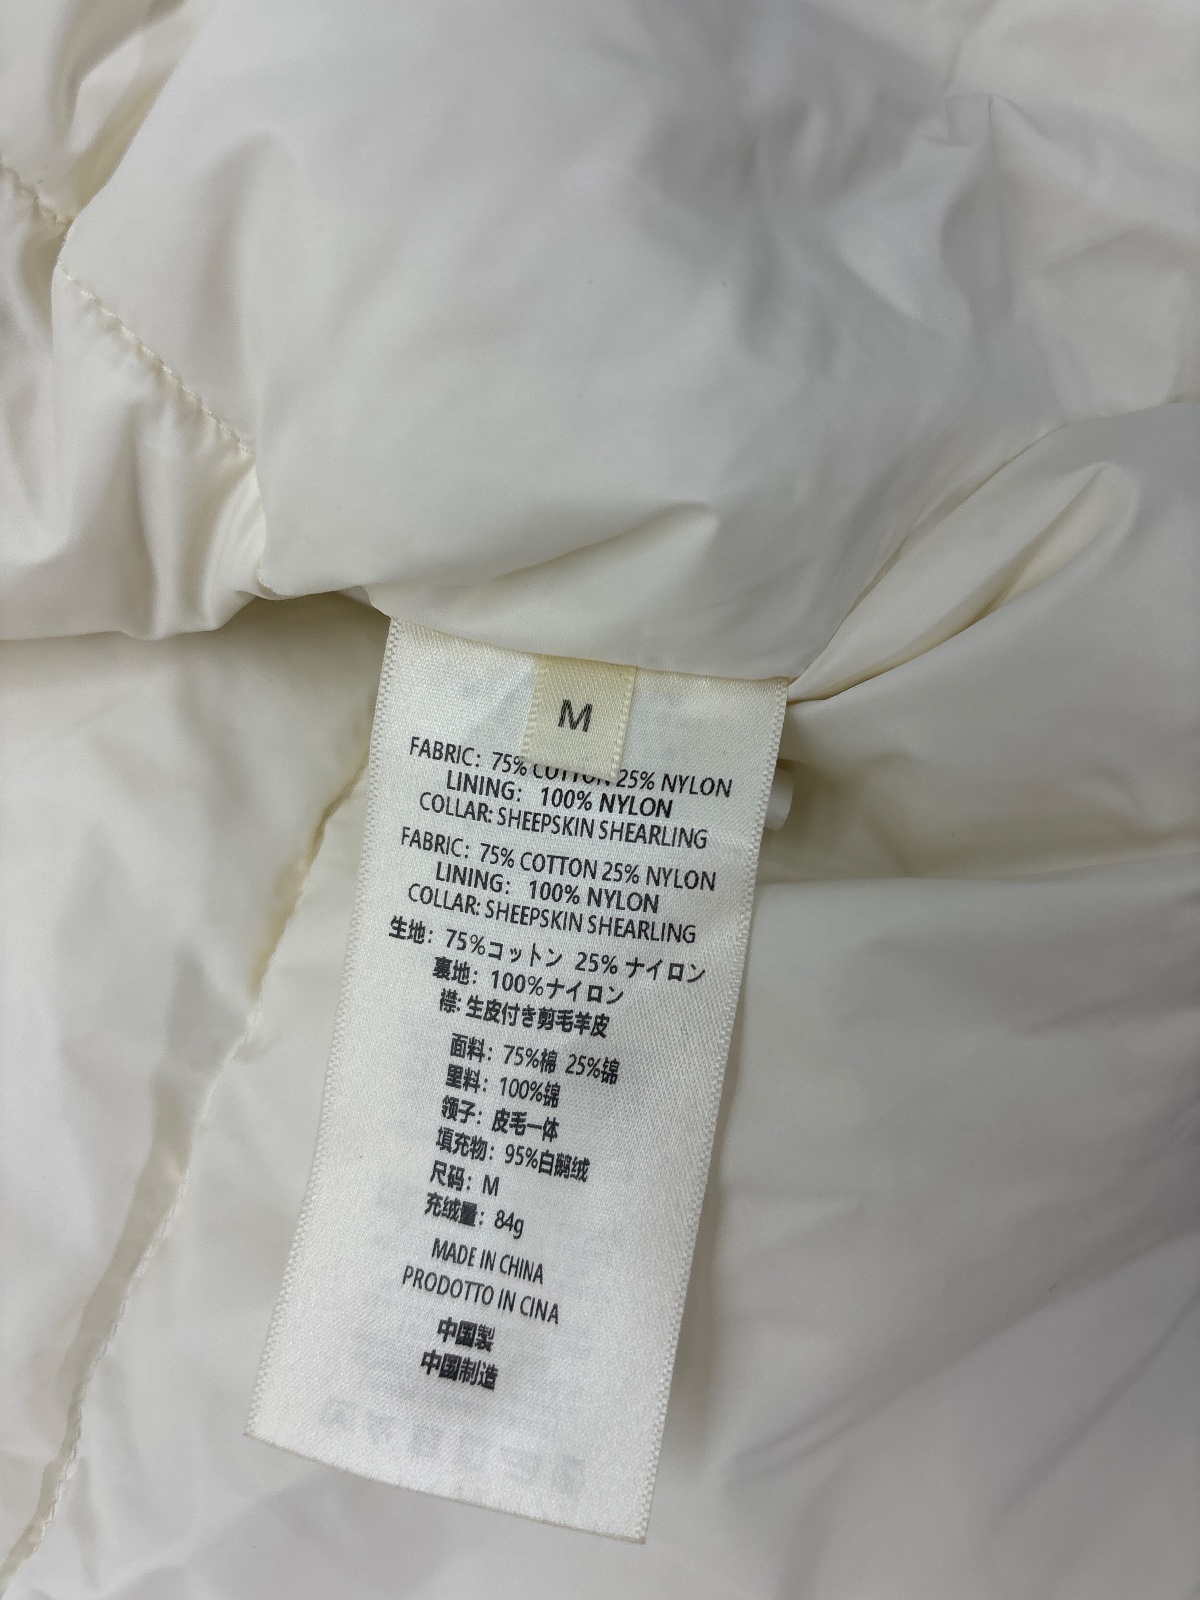 M
FABRIC: 75% COTTON 25% NYLON
LINING: 100% NYLON
COLLAR: SHEEPSKIN SHEARLING
FABRIC: 75% COTTON 25% NYLON
LINING: 100% NYLON
COLLAR: SHEEPSKIN SHEARLING
生地: 75%コットン 25% ナイロン
裏地: 100%ナイロン
襟: 生皮付き剪毛羊皮
面料: 75%棉 25%锦
里料: 100%锦
领子: 皮毛一体
填充物: 95%白鹅绒
尺码: M
充绒量: 84g
MADE IN CHINA
PRODOTTO IN CINA
中国製
中国制造